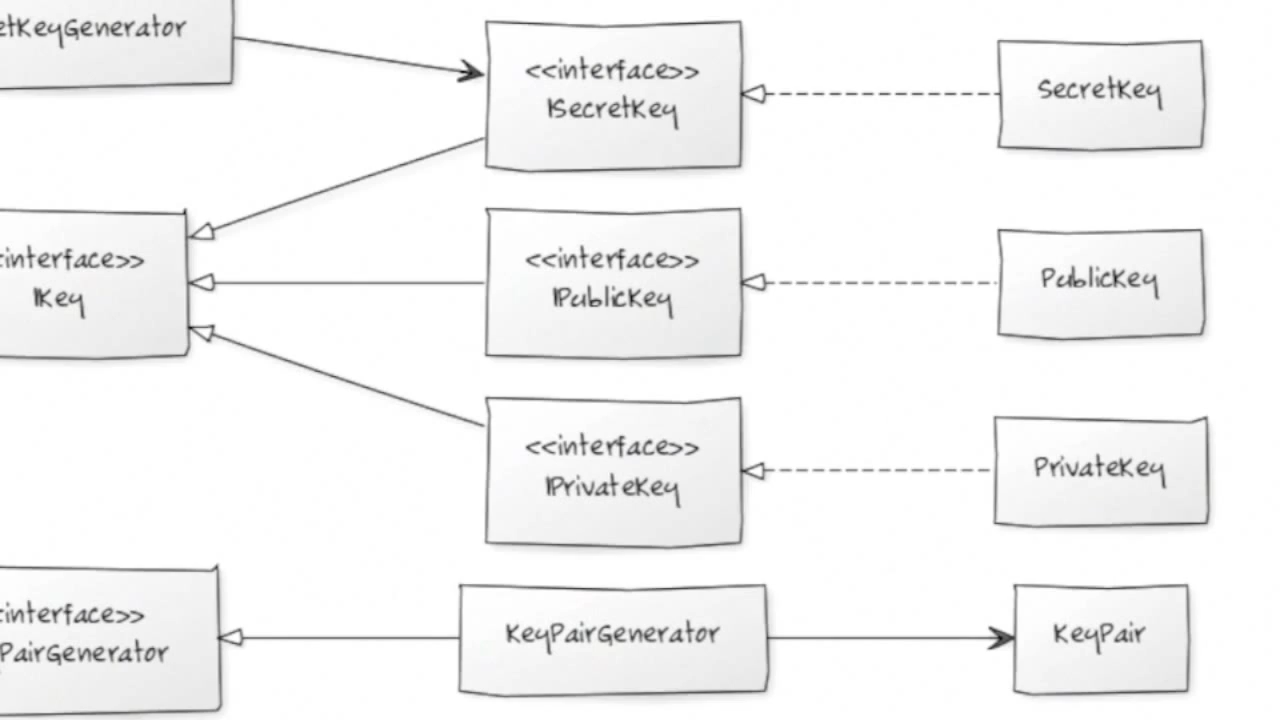 etKeyGenerator
<<interface>>
ISecretKey
SecretKey
interface>>
IKey
<<interface>>
IPublicKey
PublicKey
<<interface>>
IPrivateKey
PrivateKey
interface>>
PairGenerator
KeyPairGenerator
KeyPair